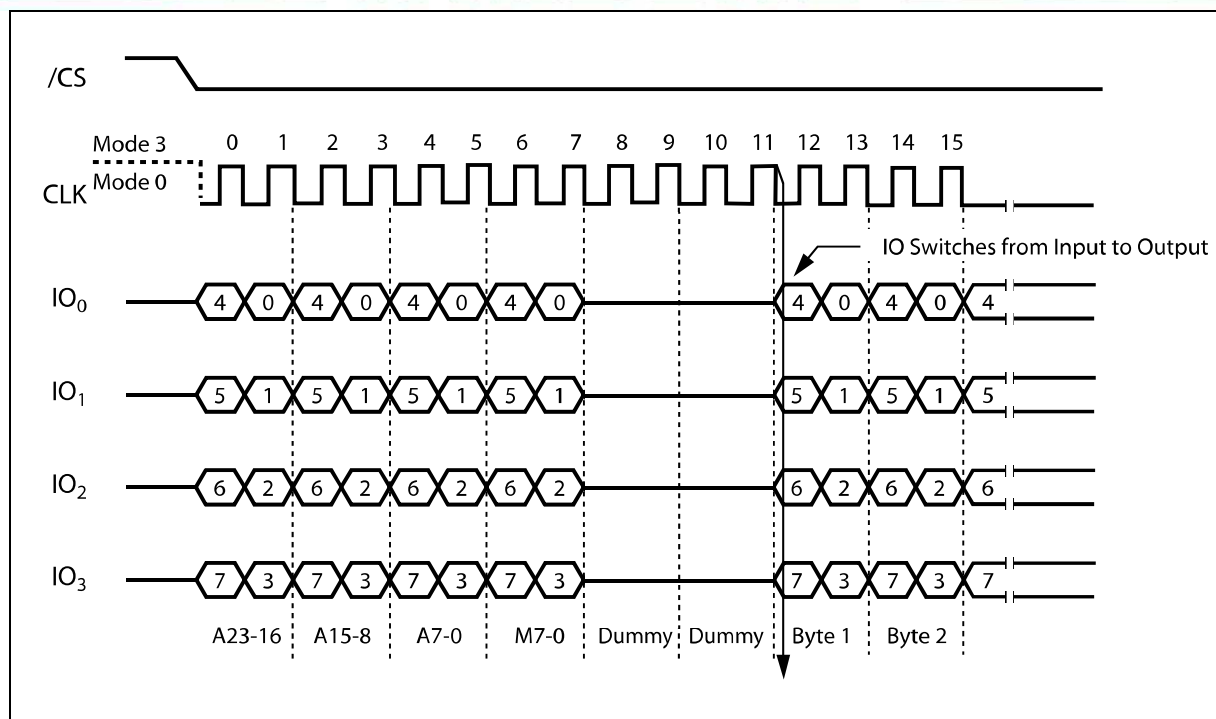 /CS
Mode 3
0 1 2 3 4 5 6 7 8 9 10 11 12 13 14 15
CLK Mode 0
IO Switches from Input to Output
IO0 4 0 4 0 4 0 4 0 4 0 4 0 4
IO1 5 1 5 1 5 1 5 1 5 1 5 1 5
IO2 6 2 6 2 6 2 6 2 6 2 6 2 6
IO3 7 3 7 3 7 3 7 3 7 3 7 3 7
A23-16 A15-8 A7-0 M7-0 Dummy Dummy Byte 1 Byte 2